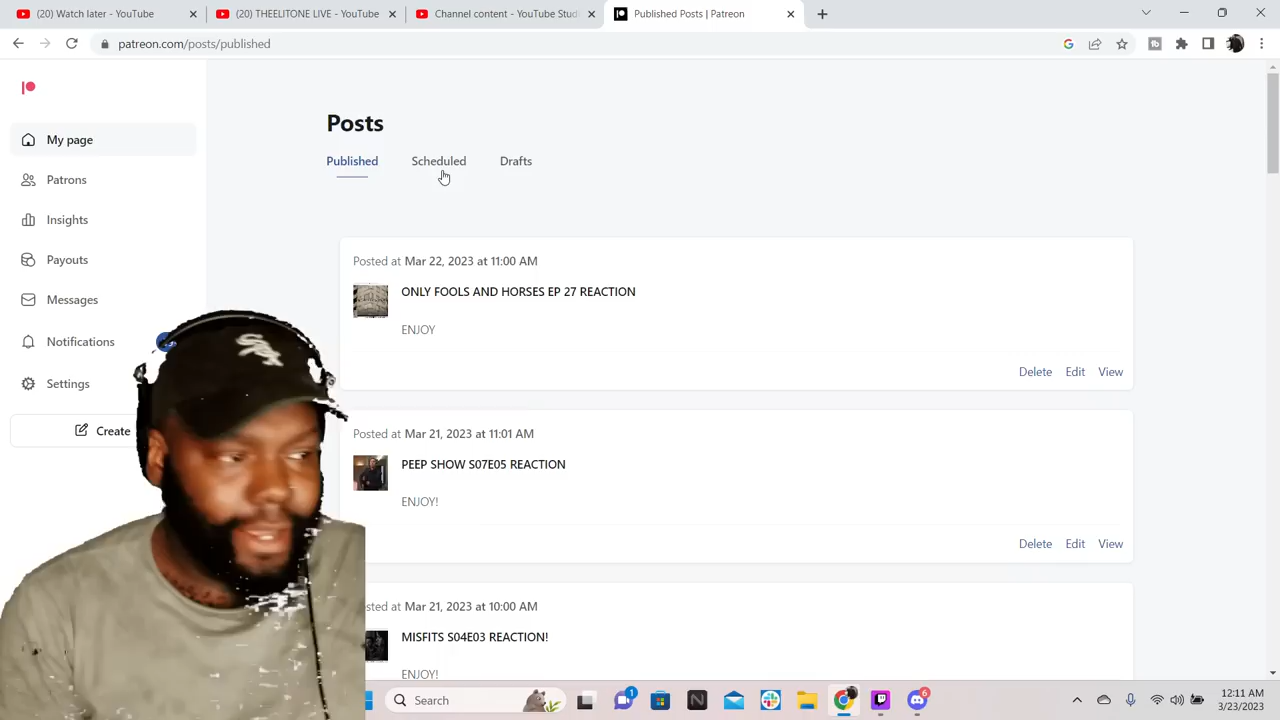 (20) Watch later - YouTube
(20) THEELITONE LIVE - YouTube
Channel content - YouTube Stud
Published Posts | Patreon
patreon.com/posts/published
My page
Patrons
Insights
Payouts
Messages
Notifications
Settings
Create
Posts
Published Scheduled Drafts
Posted at Mar 22, 2023 at 11:00 AM
ONLY FOOLS AND HORSES EP 27 REACTION
ENJOY
Delete Edit View
Posted at Mar 21, 2023 at 11:01 AM
PEEP SHOW S07E05 REACTION
ENJOY!
Delete Edit View
sted at Mar 21, 2023 at 10:00 AM
MISFITS S04E03 REACTION!
ENJOY!
Search
1
6
12:11 AM
3/23/2023